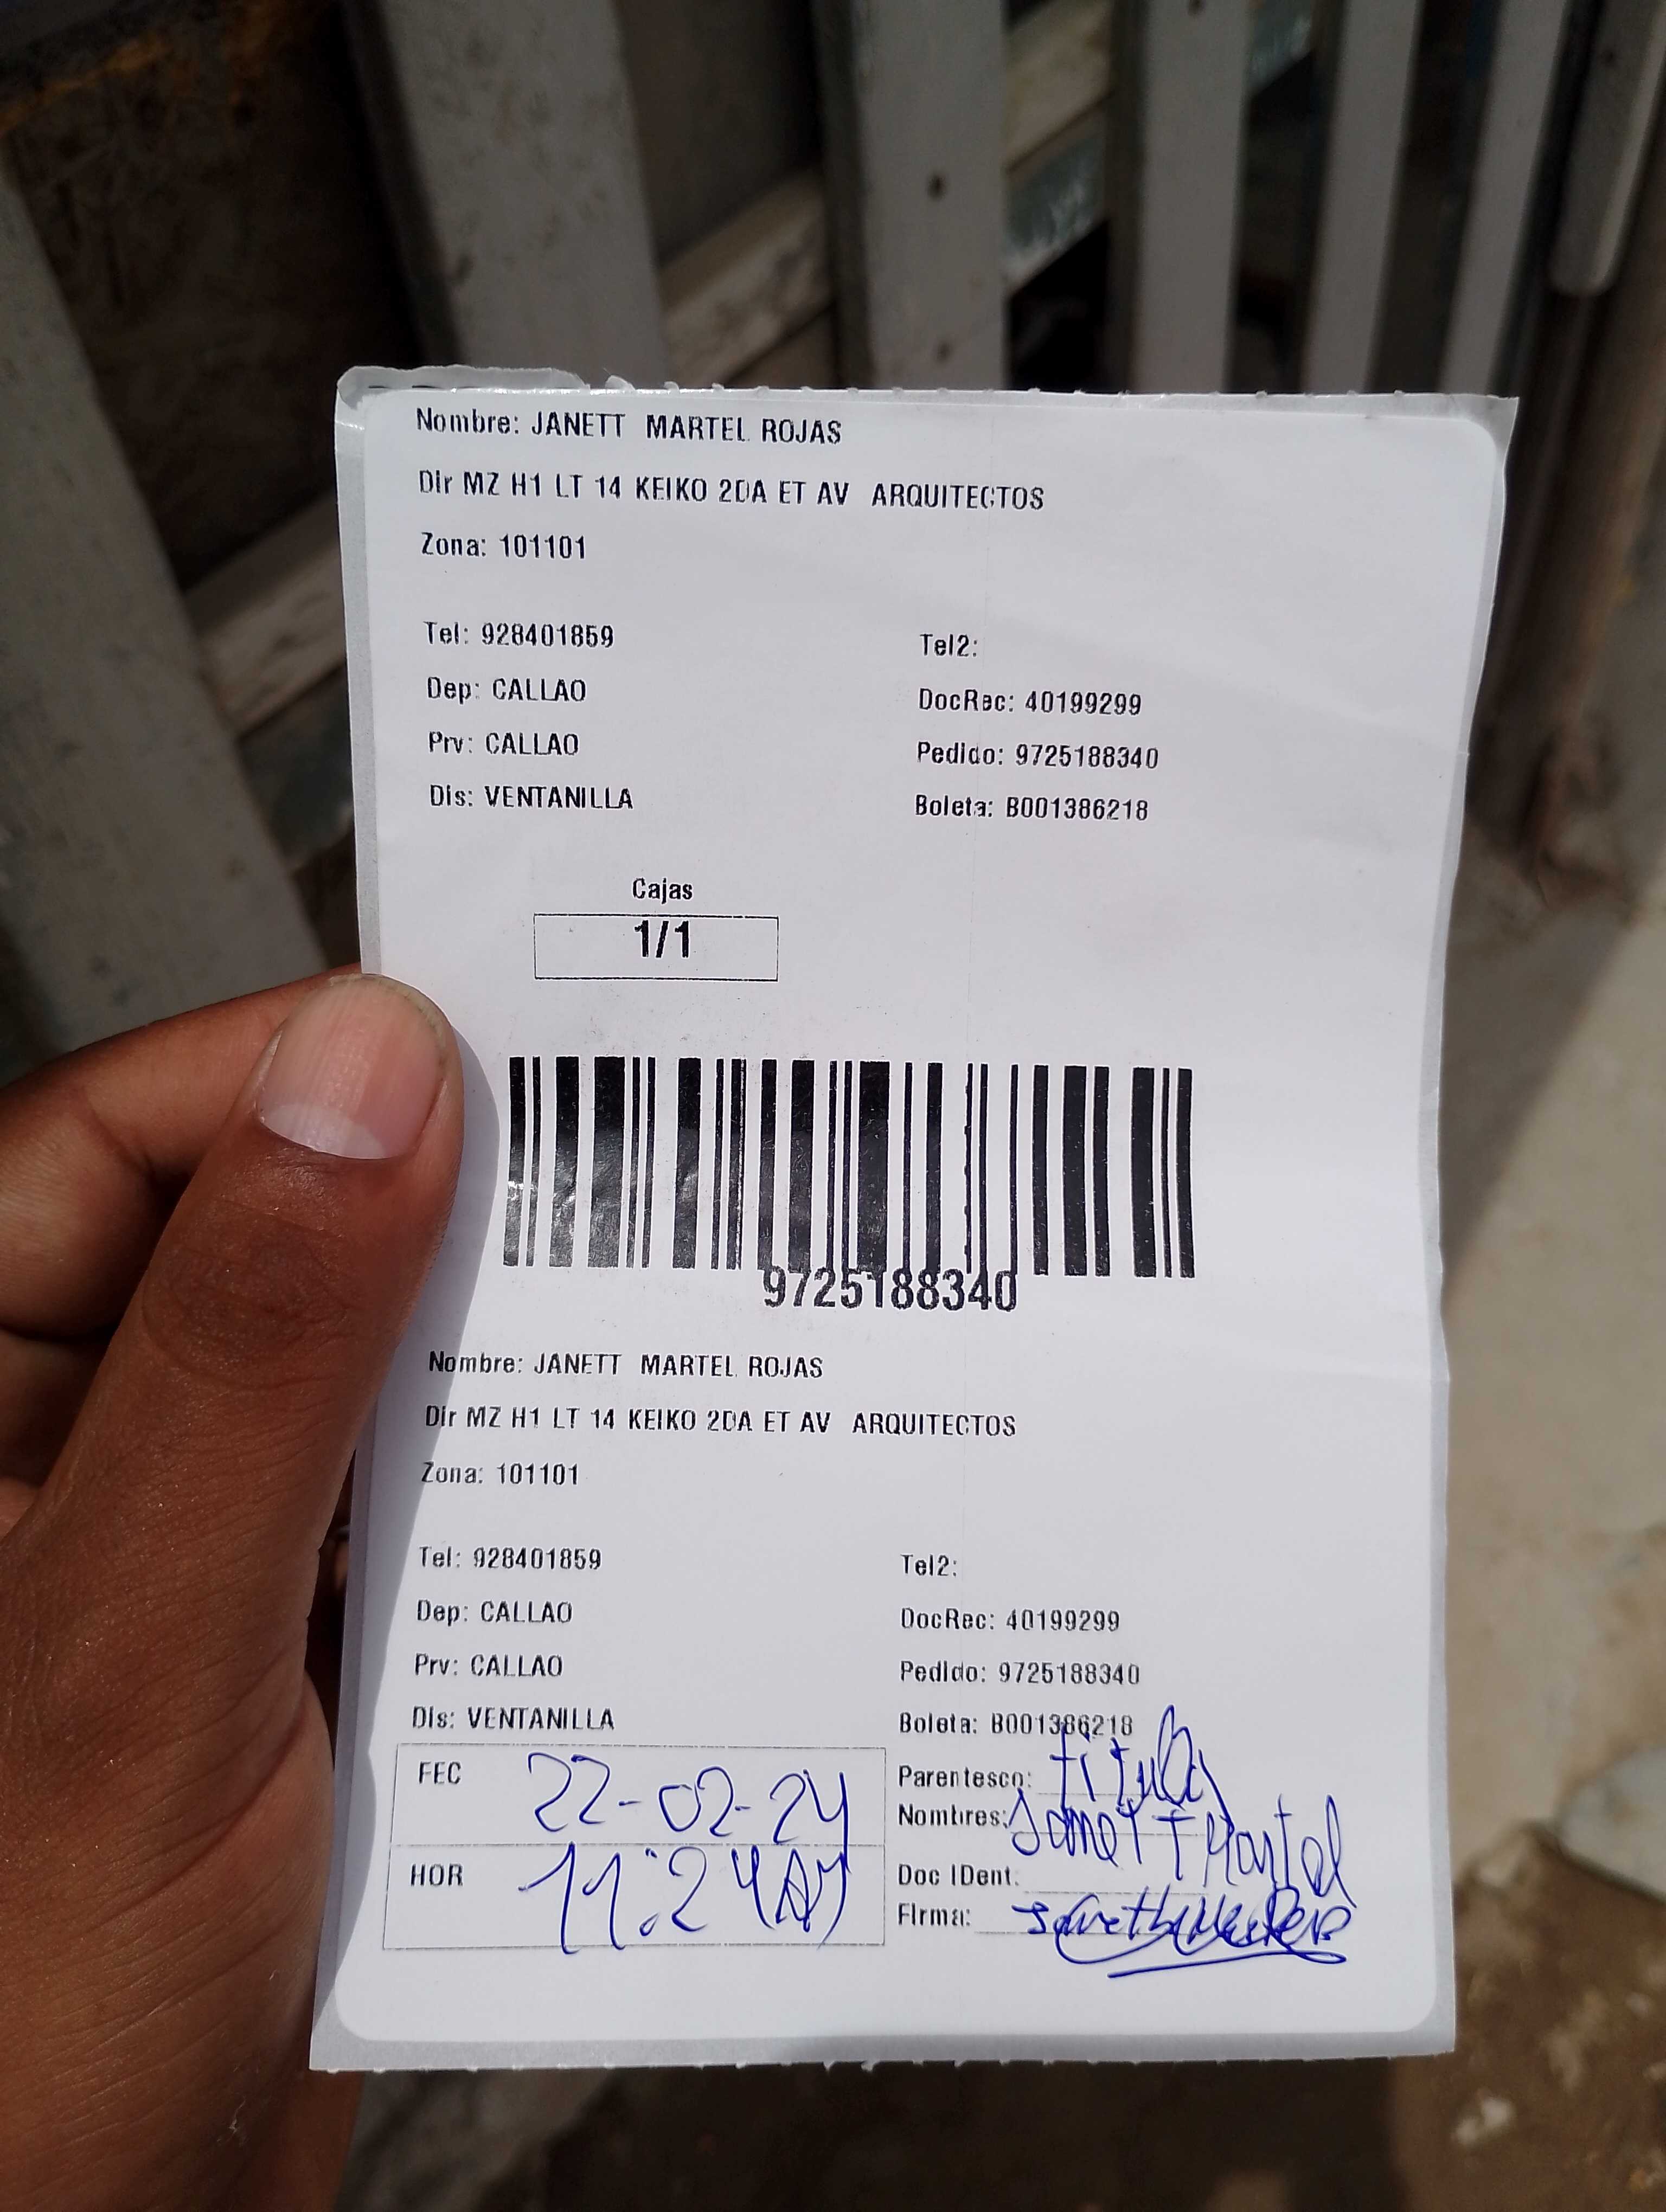 Nombre: JANETT MARTEL ROJAS
Dir MZ H1 LT 14 KEIKO 2DA ET AV ARQUITECTOS
Zona: 101101
Tel: 928401859 Tel2:
Dep: CALLAO DocRec: 40199299
Prv: CALLAO Pedido: 9725188340
Dis: VENTANILLA Boleta: B001386218
Cajas
1/1
9725188340
Nombre: JANETT MARTEL ROJAS
Dir MZ H1 LT 14 KEIKO 2DA ET AV ARQUITECTOS
Zona: 101101
Tel: 928401859 Tel2:
Dep: CALLAO DocRec: 40199299
Prv: CALLAO Pedido: 9725188340
Dis: VENTANILLA Boleta: B001386218
FEC 22-02-24
HOR 11:24 AM
Parentesco:
Nombres: Janett Martel
Doc IDent:
Firma: